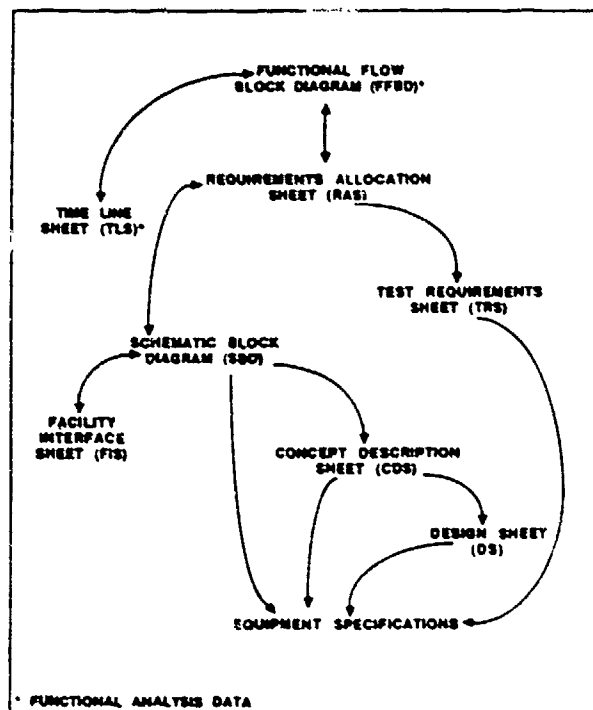 FUNCTIONAL FLOW
BLOCK DIAGRAM (FFBD)*
REQUIREMENTS ALLOCATION
SHEET (RAS)
TIME LINE
SHEET (TLS)*
TEST REQUIREMENTS
SHEET (TRS)
SCHEMATIC BLOCK
DIAGRAM (SBD)
FACILITY
INTERFACE
SHEET (FIS)
CONCEPT DESCRIPTION
SHEET (CDS)
DESIGN SHEET
(DS)
EQUIPMENT SPECIFICATIONS
* FUNCTIONAL ANALYSIS DATA